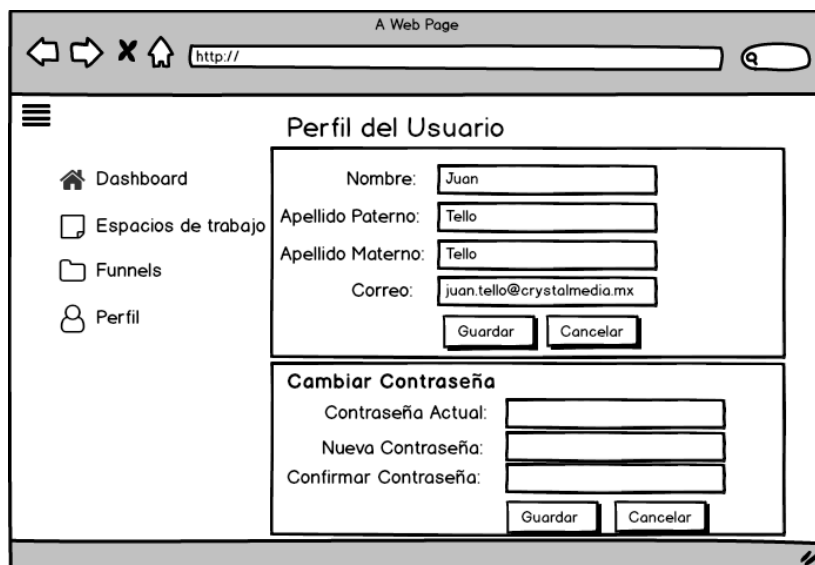 A Web Page
http://
Perfil del Usuario
Dashboard
Espacios de trabajo
Funnels
Perfil
Nombre: Juan
Apellido Paterno: Tello
Apellido Materno: Tello
Correo: juan.tello@crystalmedia.mx
Guardar Cancelar
Cambiar Contraseña
Contraseña Actual:
Nueva Contraseña:
Confirmar Contraseña:
Guardar Cancelar